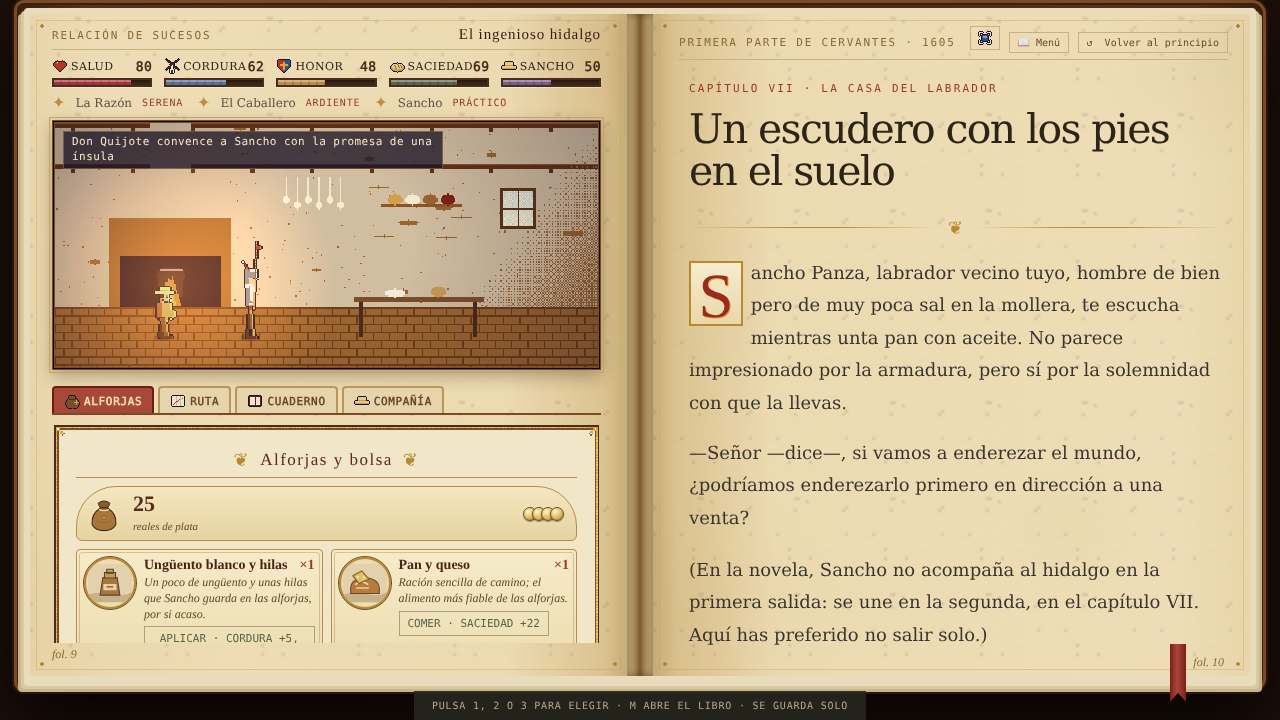 RELACIÓN DE SUCESOS
El ingenioso hidalgo
SALUD 80
CORDURA 62
HONOR 48
SACIEDAD 69
SANCHO 50
La Razón SERENA
El Caballero ARDIENTE
Sancho PRÁCTICO
Don Quijote convence a Sancho con la promesa de una
ínsula
ALFORJAS
RUTA
CUADERNO
COMPAÑÍA
Alforjas y bolsa
25
reales de plata
Ungüento blanco y hilas ×1
Un poco de ungüento y unas hilas
que Sancho guarda en las alforjas,
por si acaso.
APLICAR · CORDURA +5,
Pan y queso ×1
Ración sencilla de camino; el
alimento más fiable de las alforjas.
COMER · SACIEDAD +22
fol. 9
PRIMERA PARTE DE CERVANTES · 1605
Menú
↺ Volver al principio
CAPÍTULO VII · LA CASA DEL LABRADOR
Un escudero con los pies
en el suelo
Sancho Panza, labrador vecino tuyo, hombre de bien
pero de muy poca sal en la mollera, te escucha
mientras unta pan con aceite. No parece
impresionado por la armadura, pero sí por la solemnidad
con que la llevas.
—Señor —dice—, si vamos a enderezar el mundo,
¿podríamos enderezarlo primero en dirección a una
venta?
(En la novela, Sancho no acompaña al hidalgo en la
primera salida: se une en la segunda, en el capítulo VII.
Aquí has preferido no salir solo.)
fol. 10
PULSA 1, 2 O 3 PARA ELEGIR · M ABRE EL LIBRO · SE GUARDA SOLO